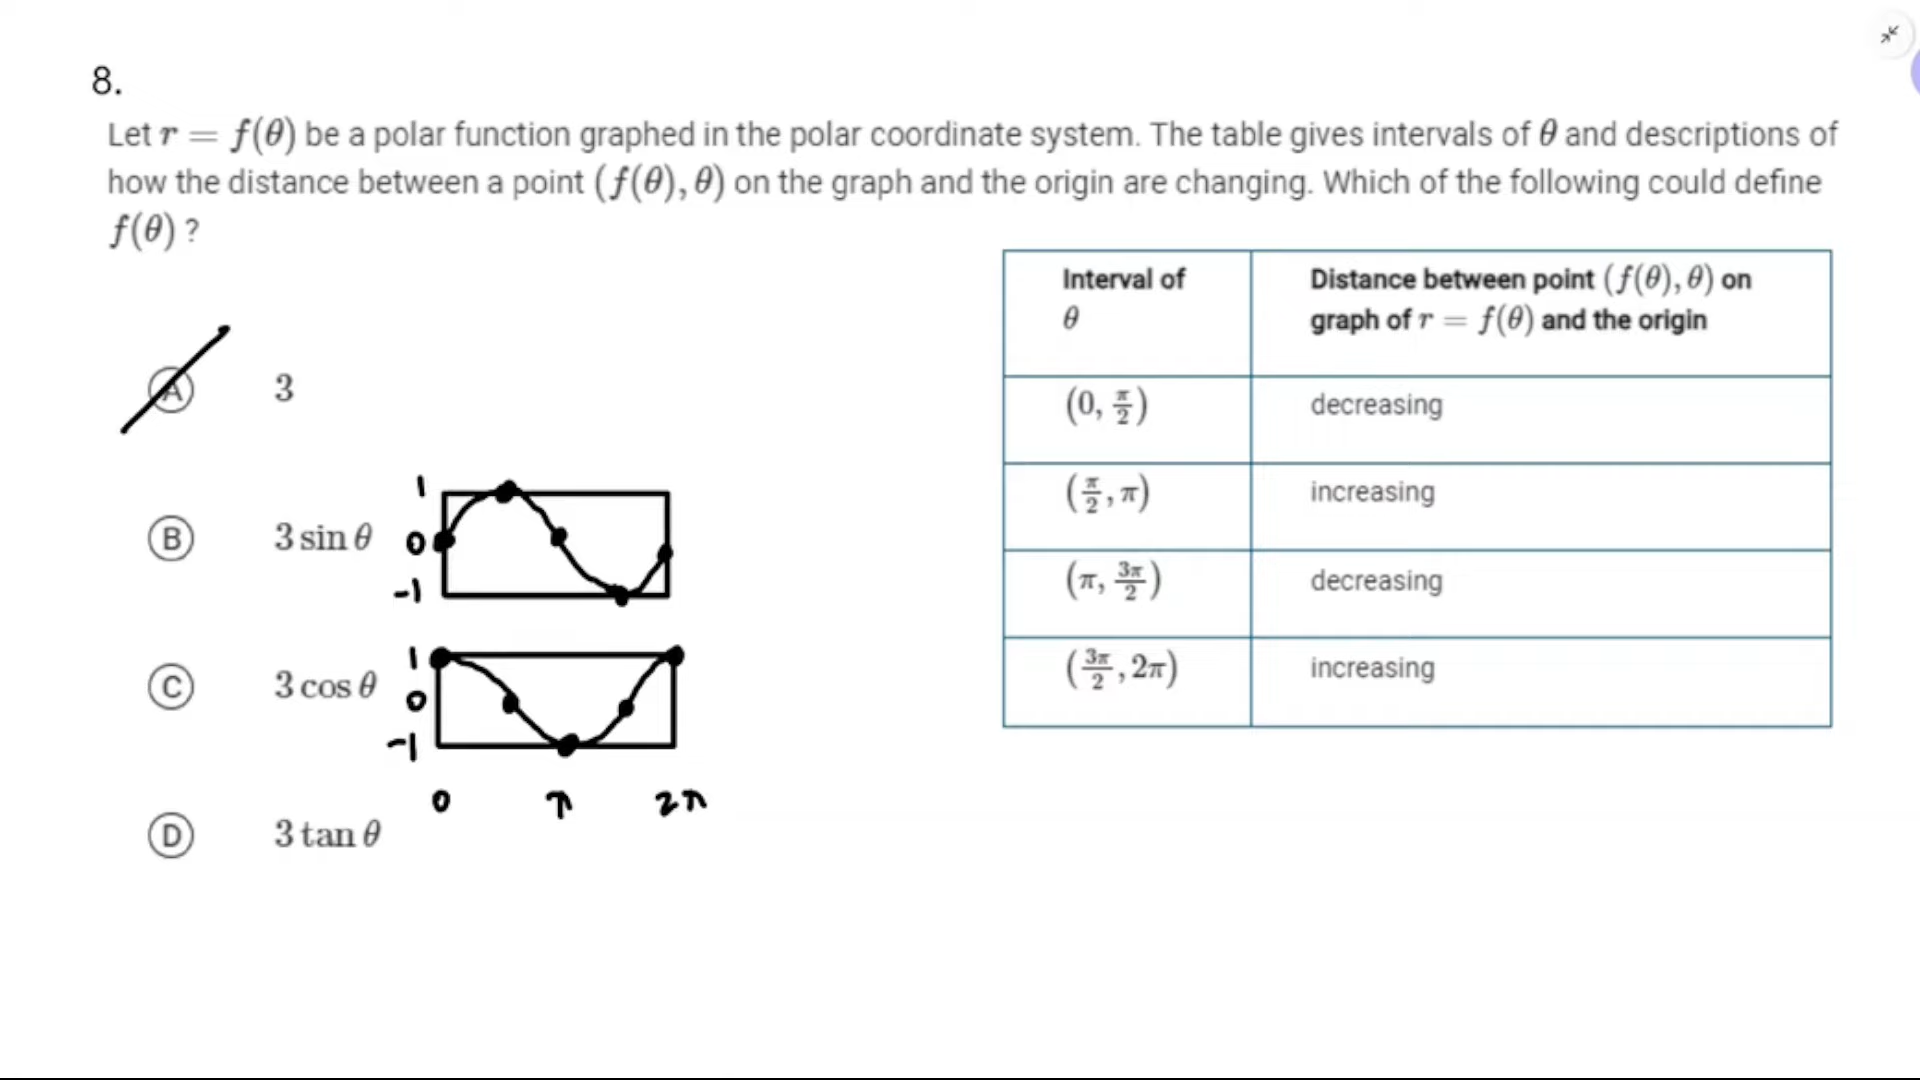 8.
Let r = f(θ) be a polar function graphed in the polar coordinate system. The table gives intervals of θ and descriptions of
how the distance between a point (f(θ), θ) on the graph and the origin are changing. Which of the following could define
f(θ) ?
Interval of θ
Distance between point (f(θ), θ) on
graph of r = f(θ) and the origin
(0, π/2) decreasing
(π/2, π) increasing
(π, 3π/2) decreasing
(3π/2, 2π) increasing
A 3
B 3 sin θ
1
0
-1
C 3 cos θ
1
0
-1
0 π 2π
D 3 tan θ